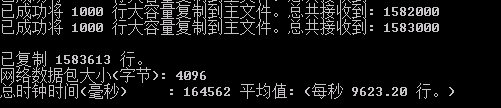 已成功将 1000 行大容量复制到主文件。总共接收到: 1582000
已成功将 1000 行大容量复制到主文件。总共接收到: 1583000
已复制 1583613 行。
网络数据包大小(字节): 4096
总时钟时间(毫秒)     : 164562 平均值: (每秒 9623.20 行。)